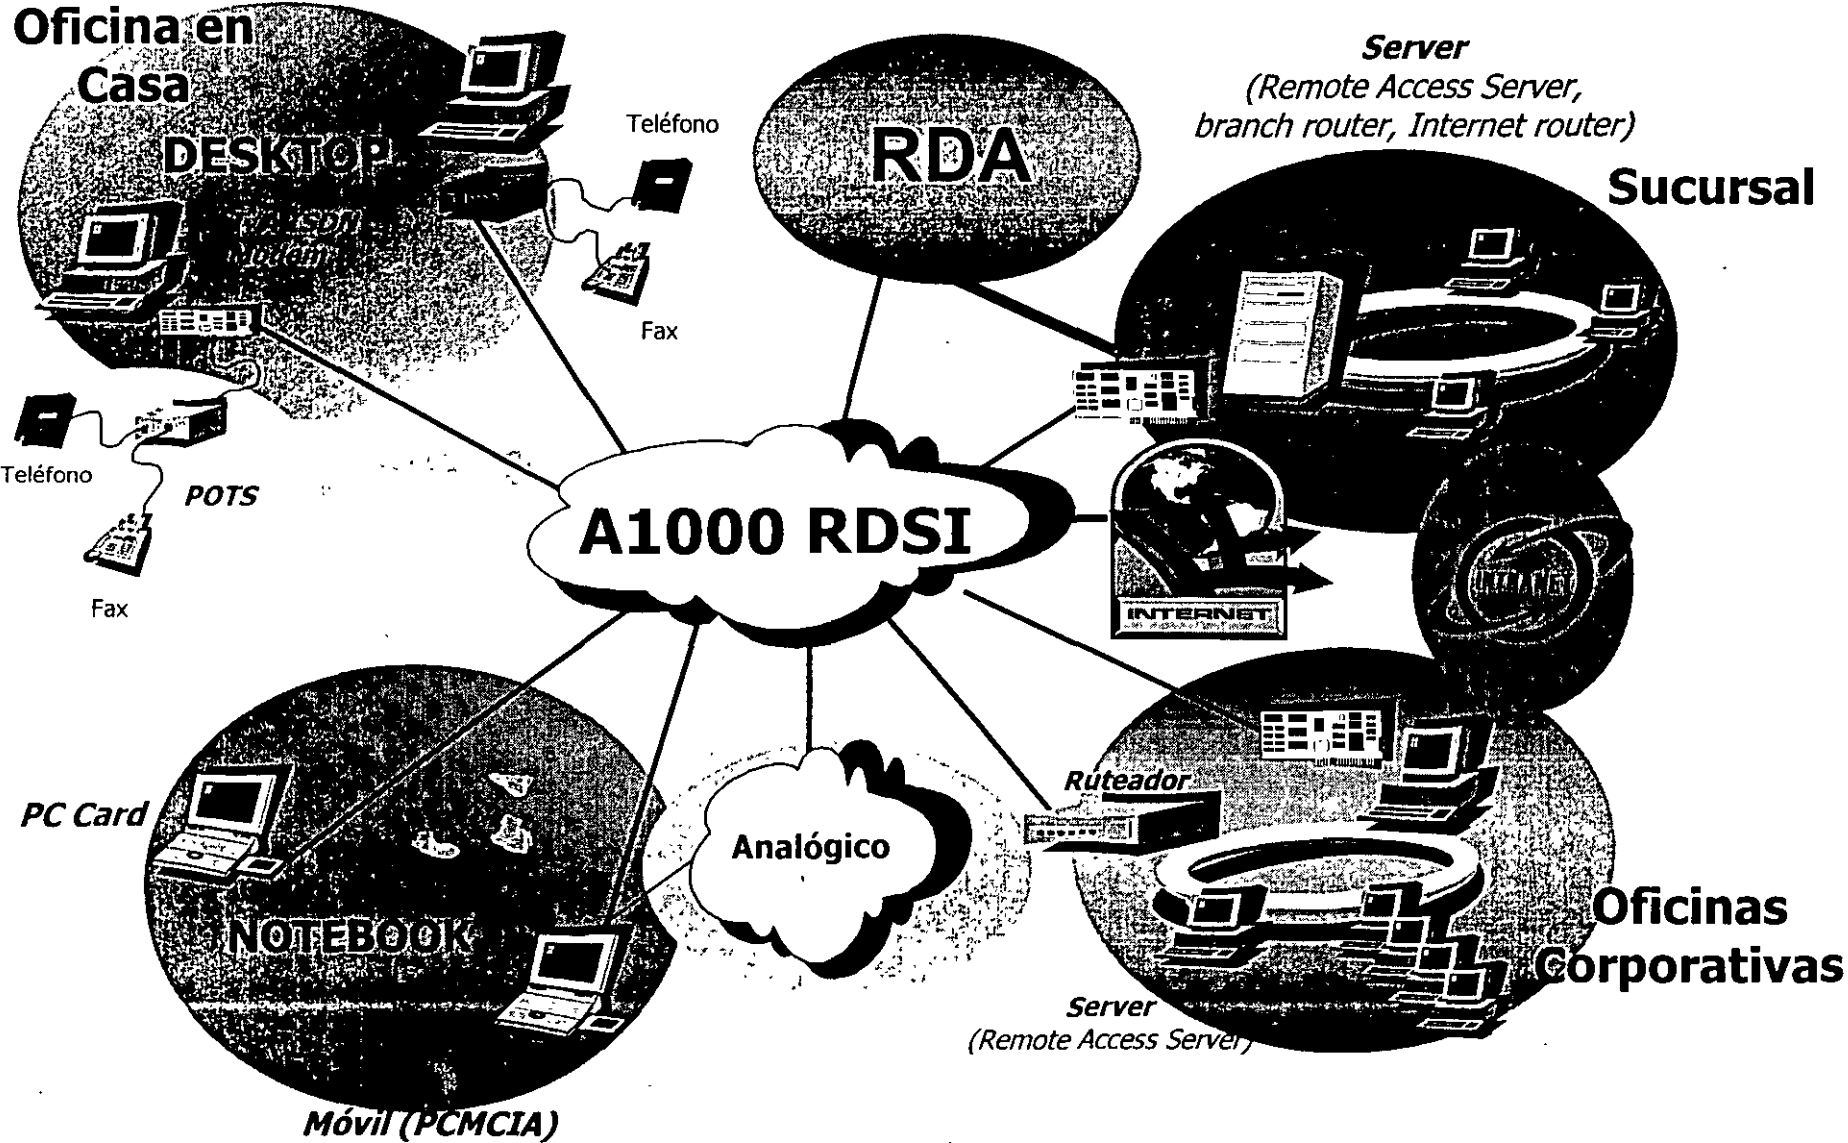 Oficina en
Casa
DESKTOP
Teléfono
Fax
Teléfono
POTS
Fax
RDA
Server
(Remote Access Server,
branch router, Internet router)
Sucursal
A1000 RDSI
INTERNET
INTRANET
PC Card
NOTEBOOK
Móvil (PCMCIA)
Analógico
Ruteador
Oficinas
Corporativas
Server
(Remote Access Server)